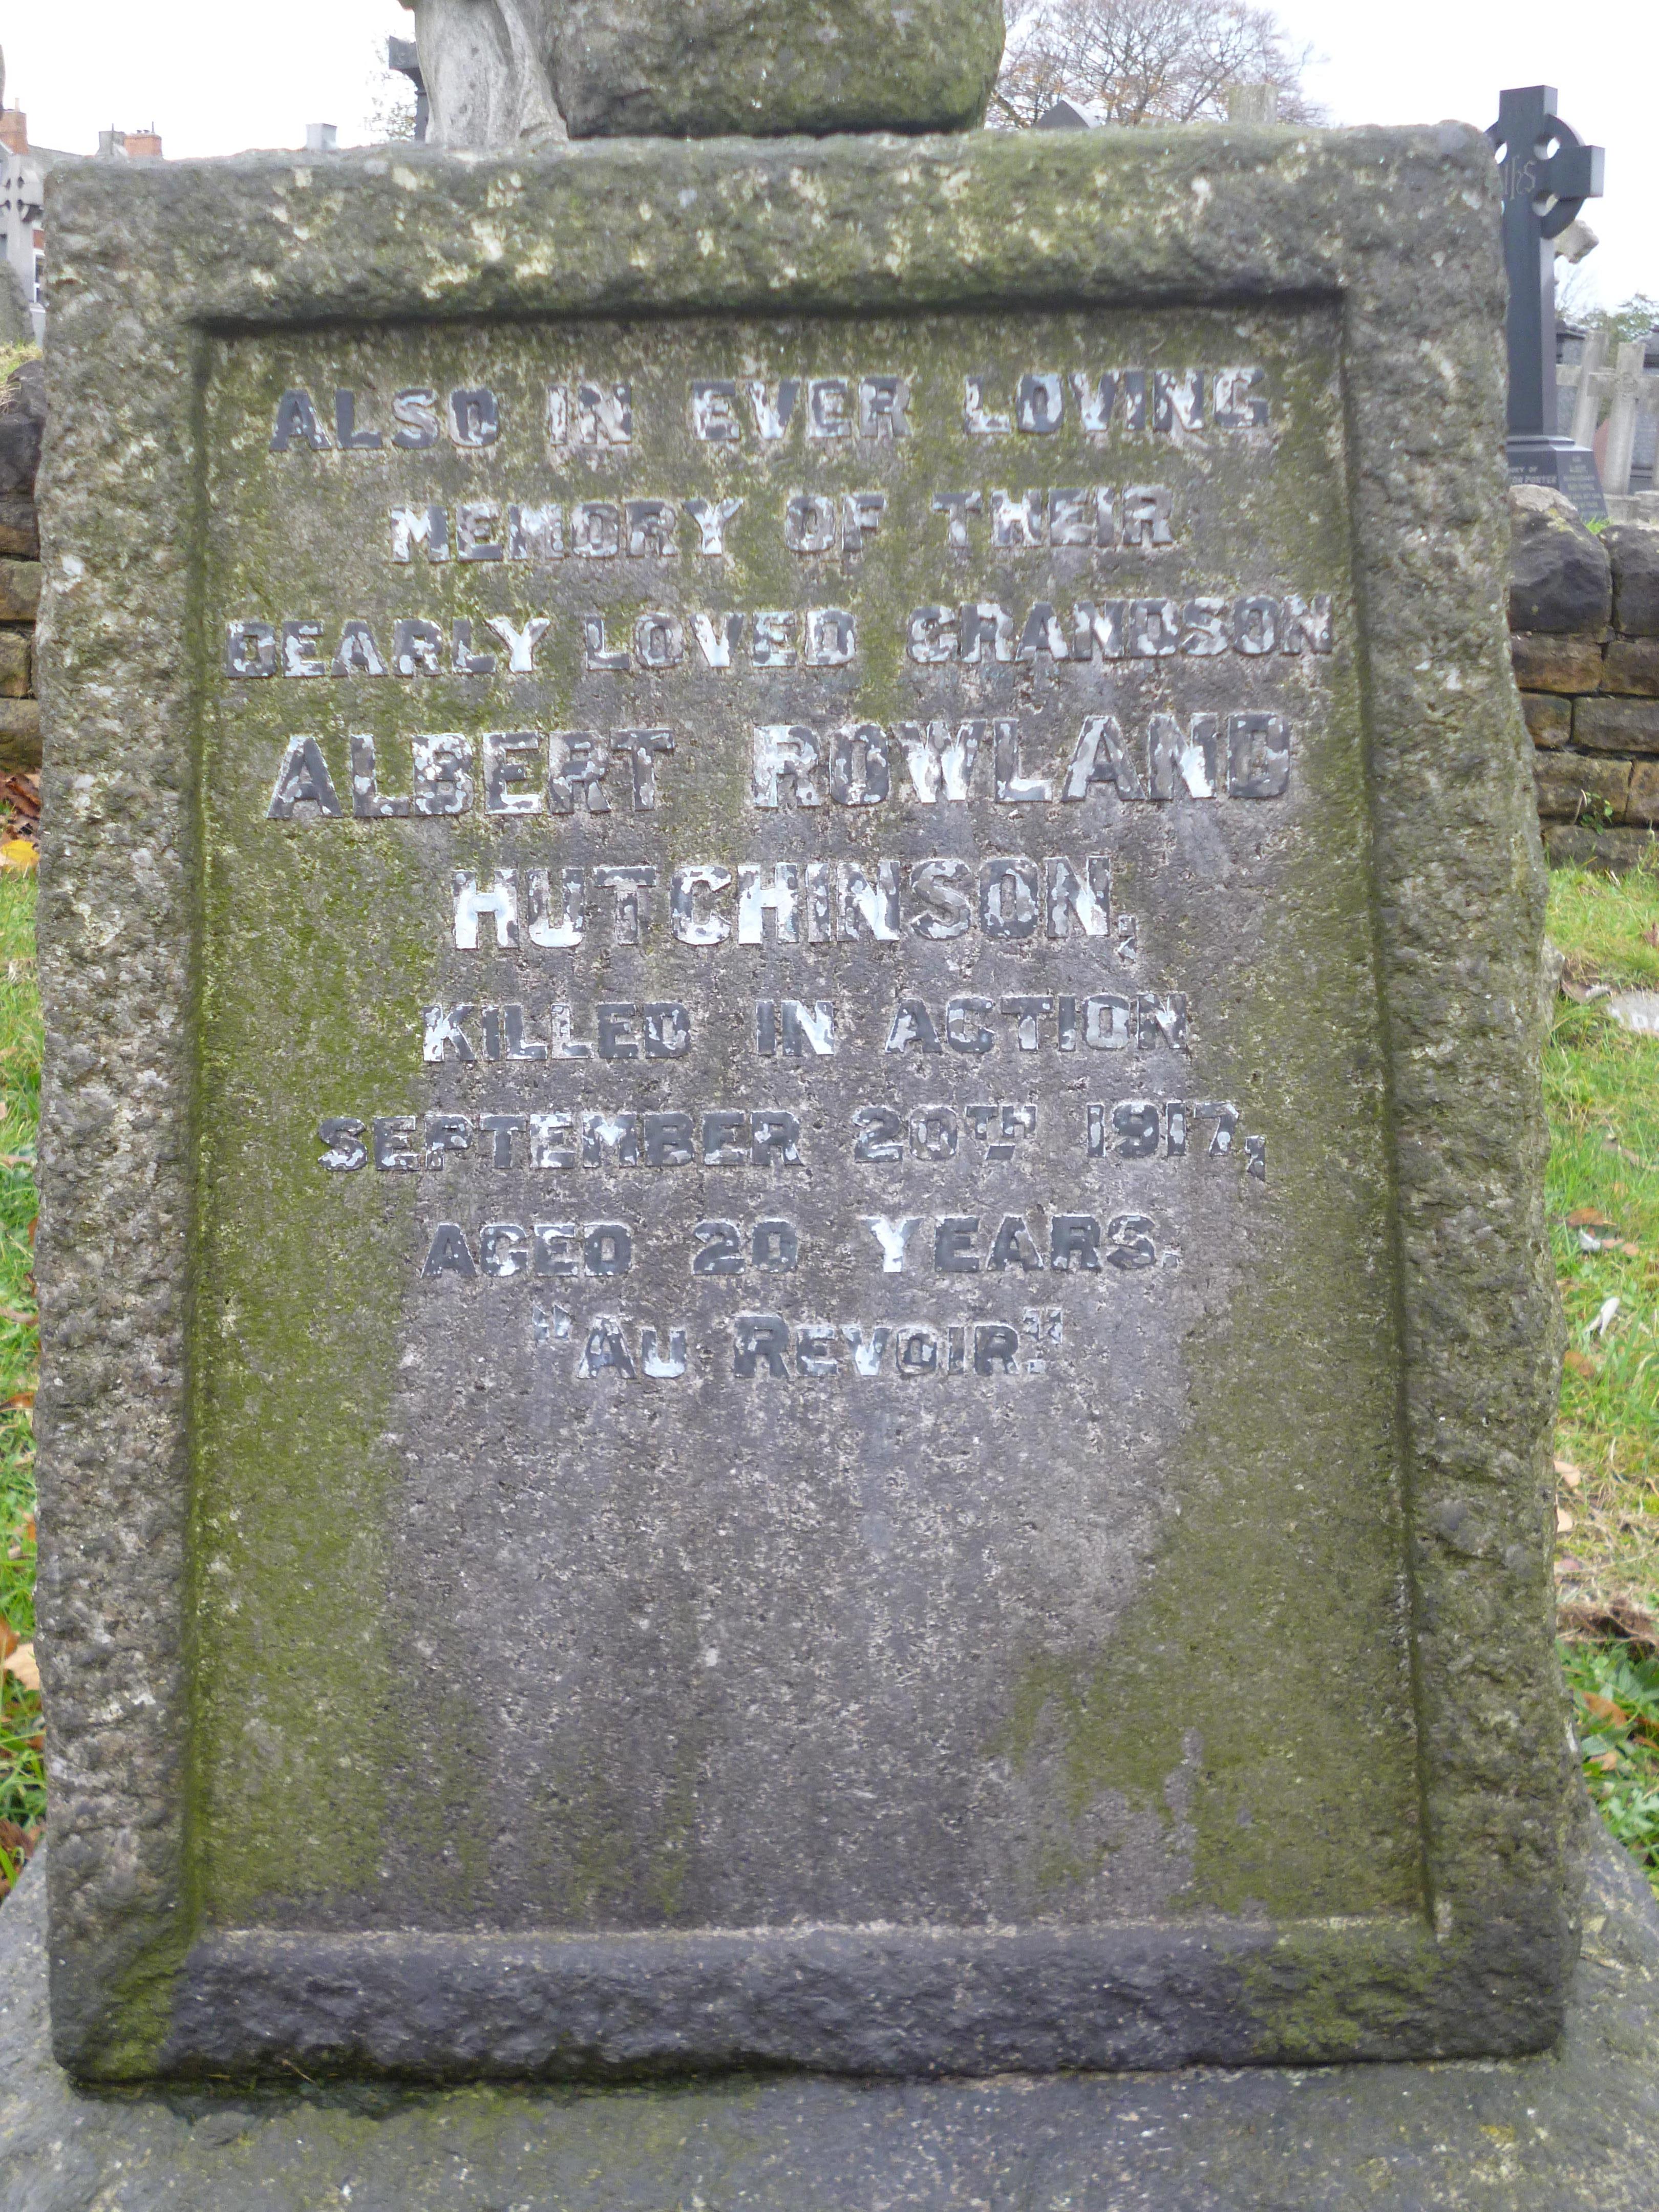 ALSO IN EVER LOVING
MEMORY OF THEIR
DEARLY LOVED GRANDSON
ALBERT ROWLAND
HUTCHINSON,
KILLED IN ACTION
SEPTEMBER 20TH 1917,
AGED 20 YEARS.
"AU REVOIR."
IHS